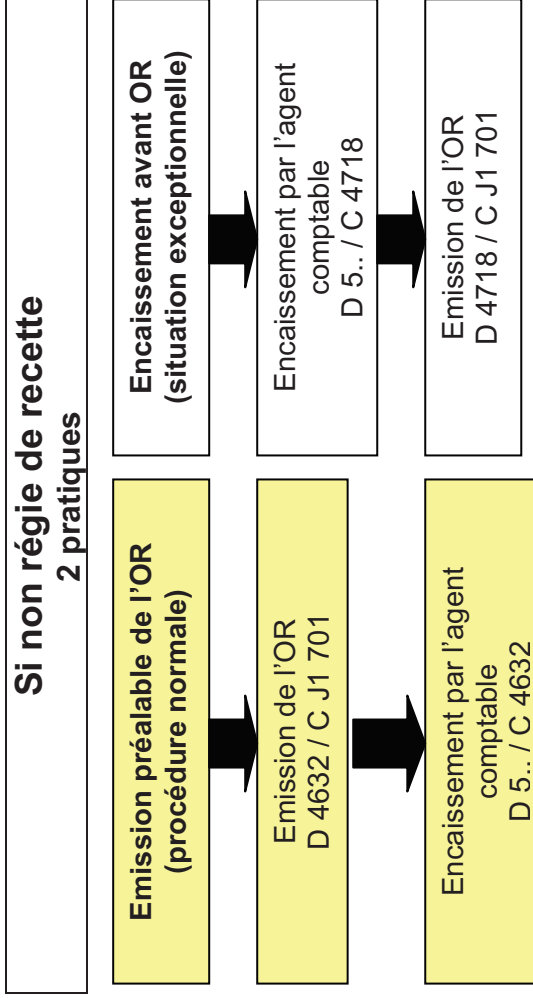 Si non régie de recette
2 pratiques
Emission préalable de l'OR
(procédure normale)
Emission de l'OR
D 4632 / C J1 701
Encaissement par l'agent
comptable
D 5.. / C 4632
Encaissement avant OR
(situation exceptionnelle)
Encaissement par l'agent
comptable
D 5.. / C 4718
Emission de l'OR
D 4718 / C J1 701